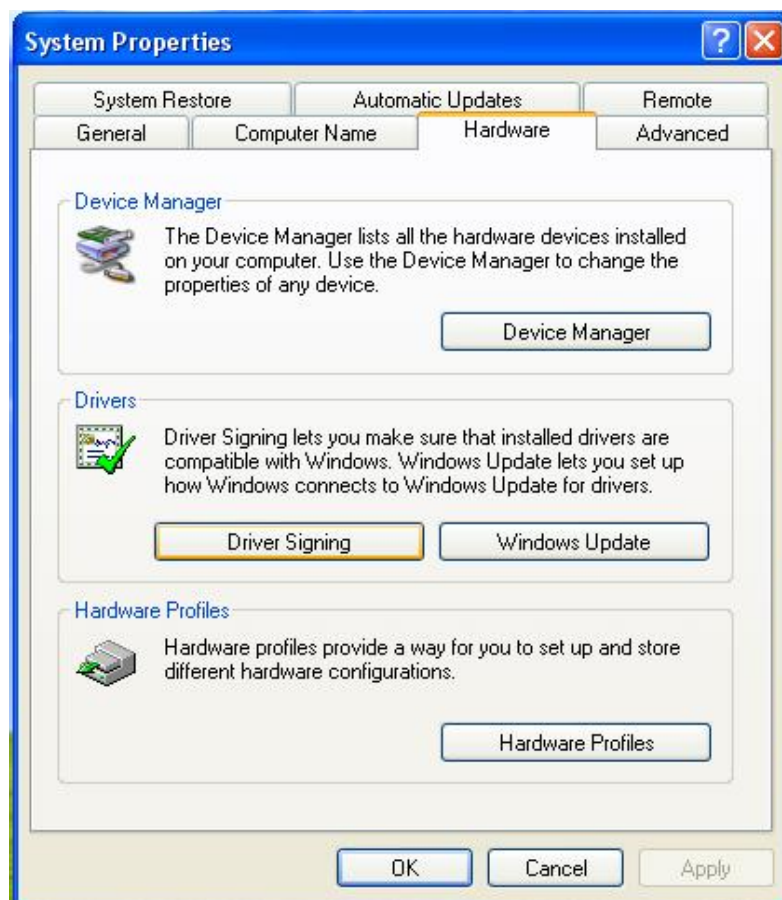 System Properties
System Restore
Automatic Updates
Remote
General
Computer Name
Hardware
Advanced
Device Manager
The Device Manager lists all the hardware devices installed
on your computer. Use the Device Manager to change the
properties of any device.
Device Manager
Drivers
Driver Signing lets you make sure that installed drivers are
compatible with Windows. Windows Update lets you set up
how Windows connects to Windows Update for drivers.
Driver Signing
Windows Update
Hardware Profiles
Hardware profiles provide a way for you to set up and store
different hardware configurations.
Hardware Profiles
OK
Cancel
Apply